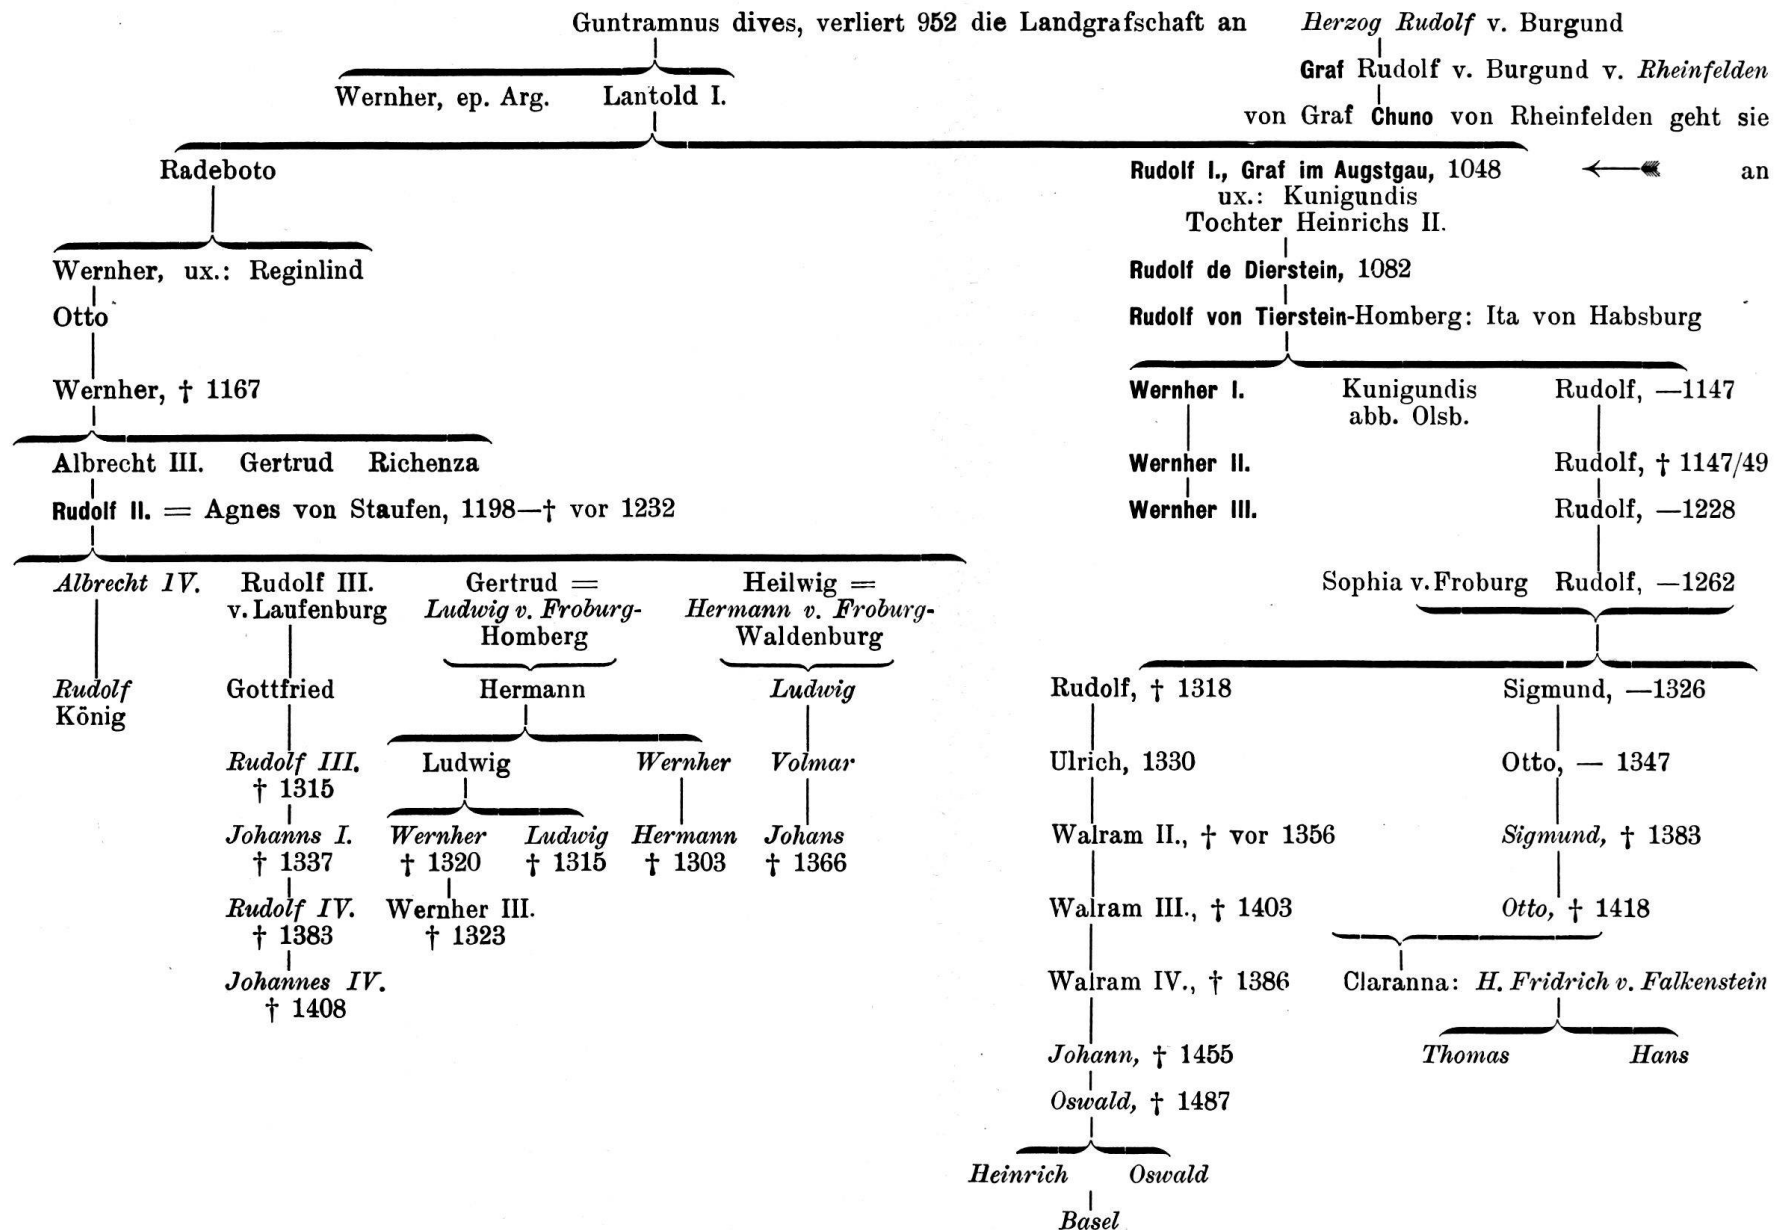 Guntramnus dives, verliert 952 die Landgrafschaft an Herzog Rudolf v. Burgund
Graf Rudolf v. Burgund v. Rheinfelden
Wernher, ep. Arg. Lantold I.
von Graf Chuno von Rheinfelden geht sie
Radeboto Rudolf I., Graf im Augstgau, 1048 an
ux.: Kunigundis
Tochter Heinrichs II.
Wernher, ux.: Reginlind Rudolf de Dierstein, 1082
Otto Rudolf von Tierstein-Homberg: Ita von Habsburg
Wernher, † 1167 Wernher I. Kunigundis Rudolf, —1147
abb. Olsb.
Albrecht III. Gertrud Richenza Wernher II. Rudolf, † 1147/49
Rudolf II. = Agnes von Staufen, 1198—† vor 1232 Wernher III. Rudolf, —1228
Albrecht IV. Rudolf III. Gertrud = Heilwig = Sophia v. Froburg Rudolf, —1262
v. Laufenburg Ludwig v. Froburg- Hermann v. Froburg-
Homberg Waldenburg
Rudolf Gottfried Hermann Ludwig Rudolf, † 1318 Sigmund, —1326
König
Rudolf III. Ludwig Wernher Volmar Ulrich, 1330 Otto, — 1347
† 1315
Johanns I. Wernher Ludwig Hermann Johans Walram II., † vor 1356 Sigmund, † 1383
† 1337 † 1320 † 1315 † 1303 † 1366
Rudolf IV. Wernher III. Walram III., † 1403 Otto, † 1418
† 1383 † 1323
Johannes IV. Walram IV., † 1386 Claranna: H. Fridrich v. Falkenstein
† 1408
Johann, † 1455 Thomas Hans
Oswald, † 1487
Heinrich Oswald
Basel